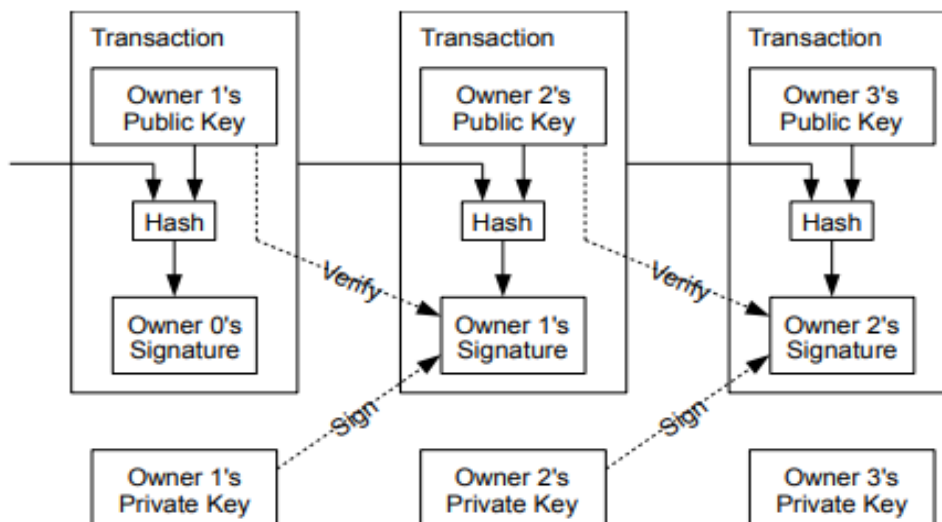 Transaction
Owner 1's
Public Key
Hash
Owner 0's
Signature
Verify
Transaction
Owner 2's
Public Key
Hash
Owner 1's
Signature
Verify
Transaction
Owner 3's
Public Key
Hash
Owner 2's
Signature
Sign
Sign
Owner 1's
Private Key
Owner 2's
Private Key
Owner 3's
Private Key